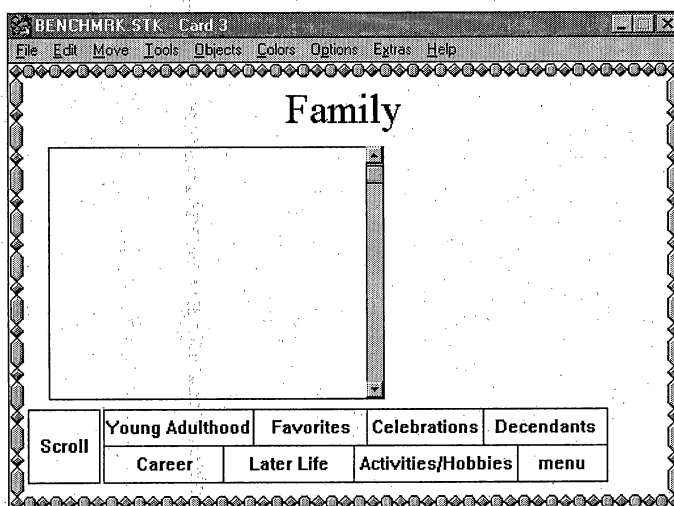 BENCHMRK.STK - Card 3
File Edit Move Tools Objects Colors Options Extras Help
Family
Scroll
Young Adulthood Favorites Celebrations Decendants
Career Later Life Activities/Hobbies menu